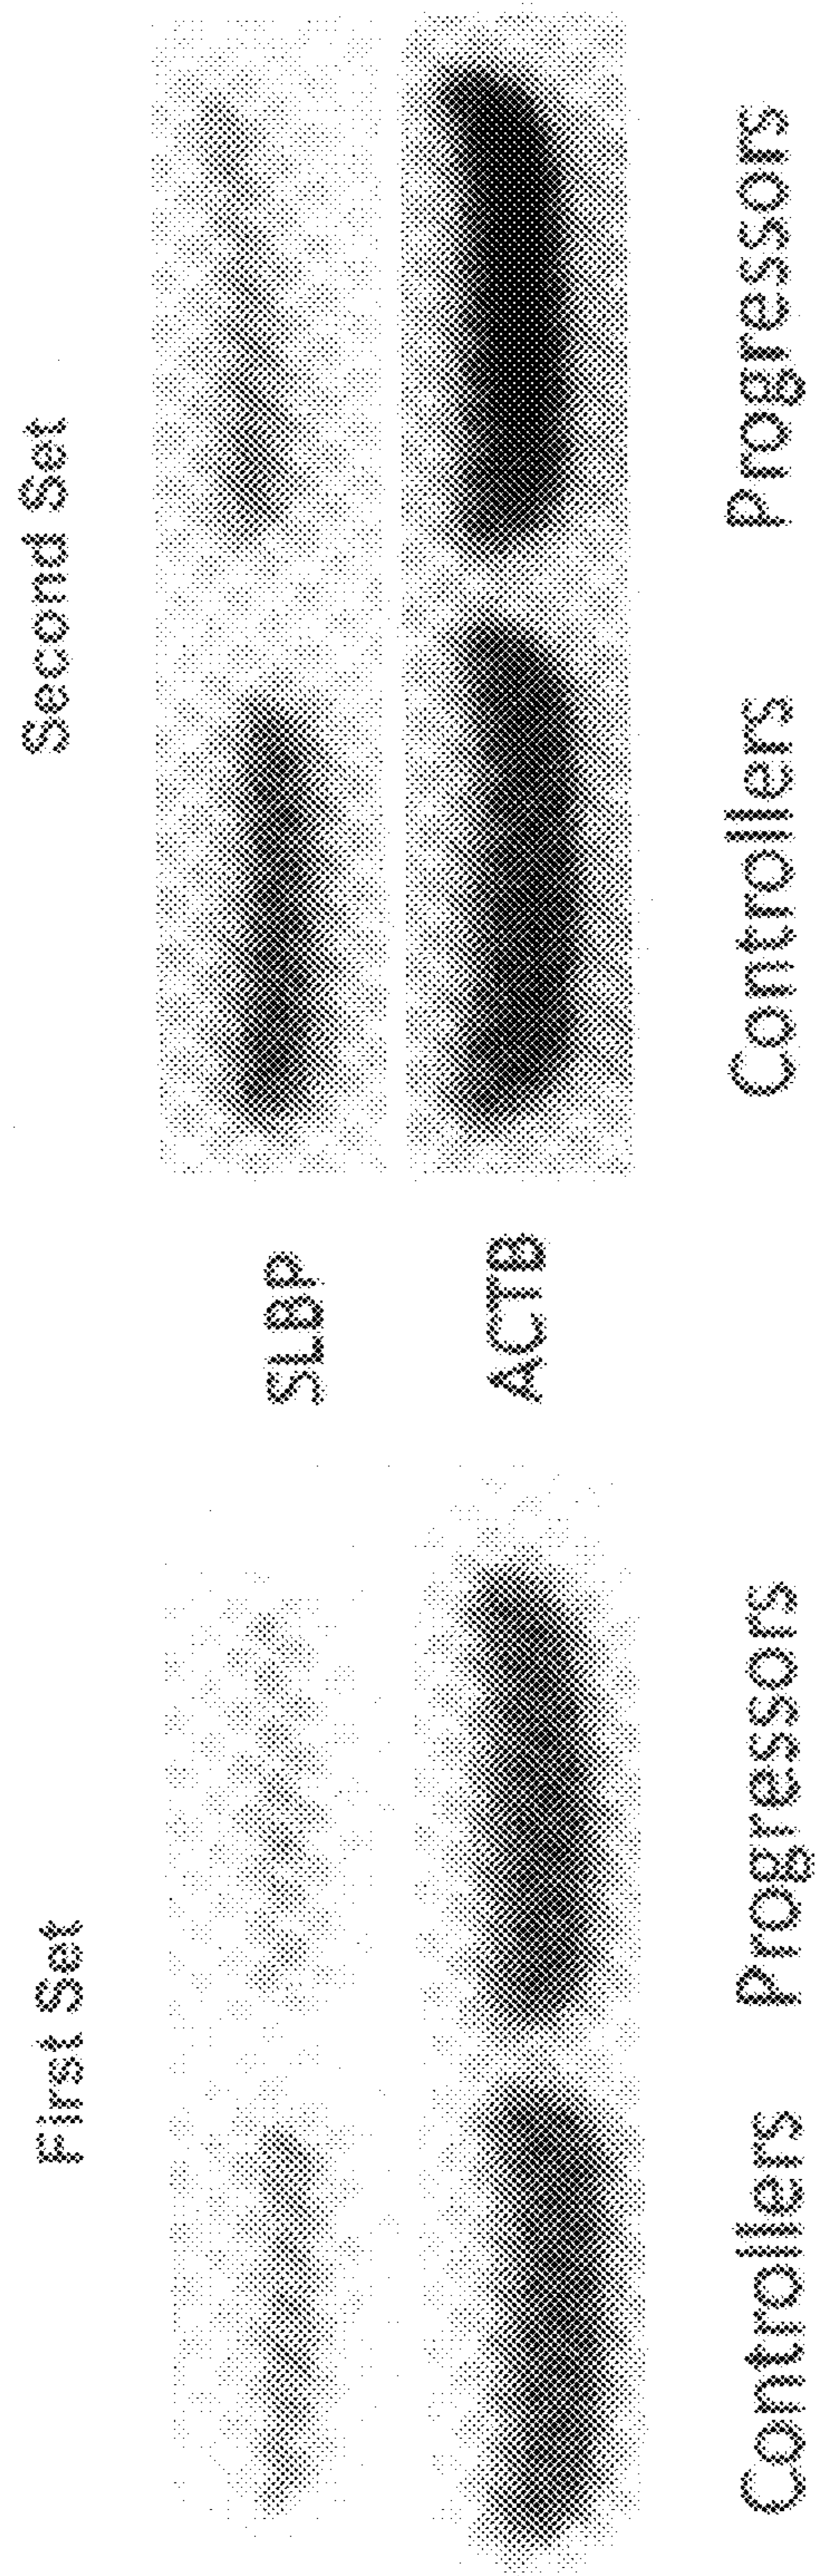 First Set
Second Set
SLBP
ACTB
Controllers
Progressors
Controllers
Progressors